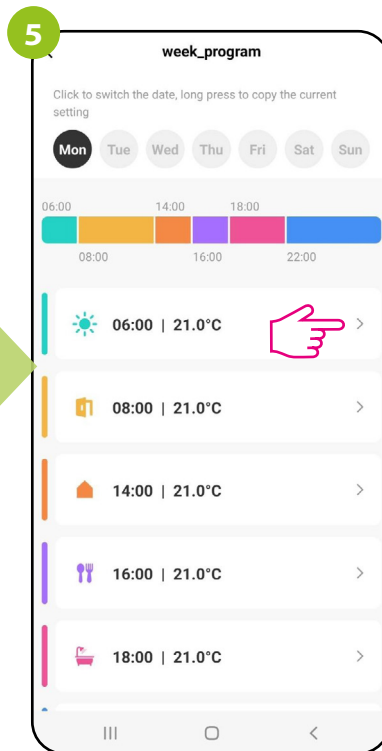 5
week_program
Click to switch the date, long press to copy the current
setting
Mon Tue Wed Thu Fri Sat Sun
06:00 14:00 18:00
08:00 16:00 22:00
06:00 | 21.0°C
08:00 | 21.0°C
14:00 | 21.0°C
16:00 | 21.0°C
18:00 | 21.0°C